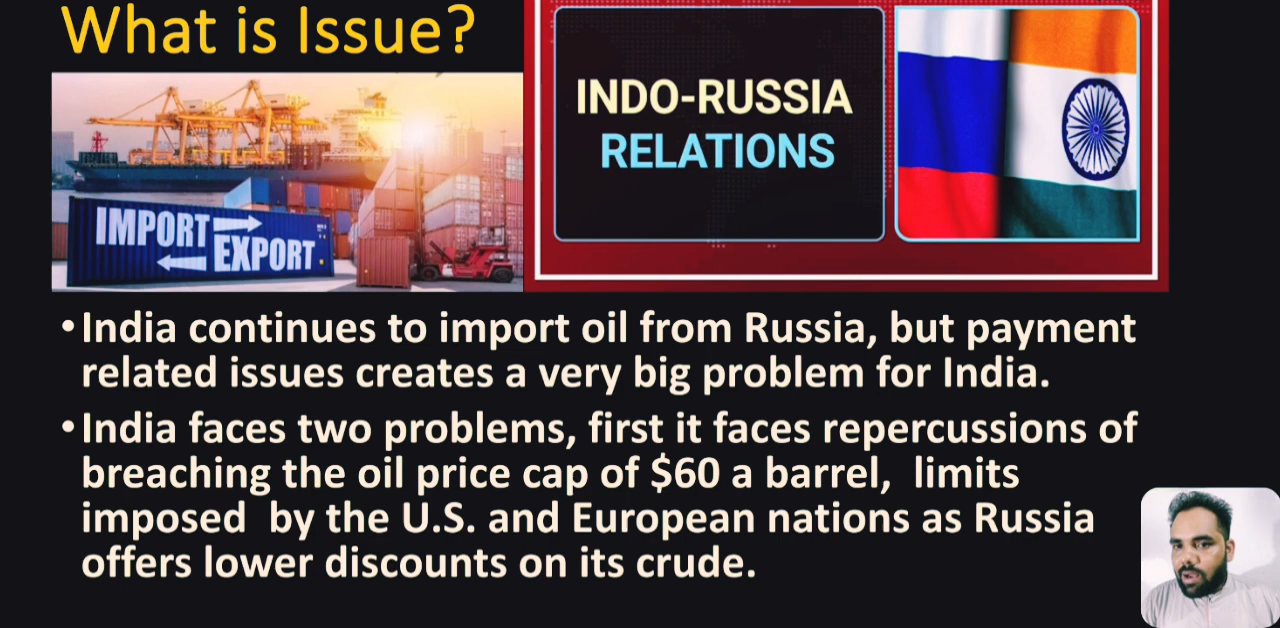 What is Issue?
INDO-RUSSIA
RELATIONS
IMPORT
EXPORT
•India continues to import oil from Russia, but payment
related issues creates a very big problem for India.
•India faces two problems, first it faces repercussions of
breaching the oil price cap of $60 a barrel,  limits
imposed  by the U.S. and European nations as Russia
offers lower discounts on its crude.